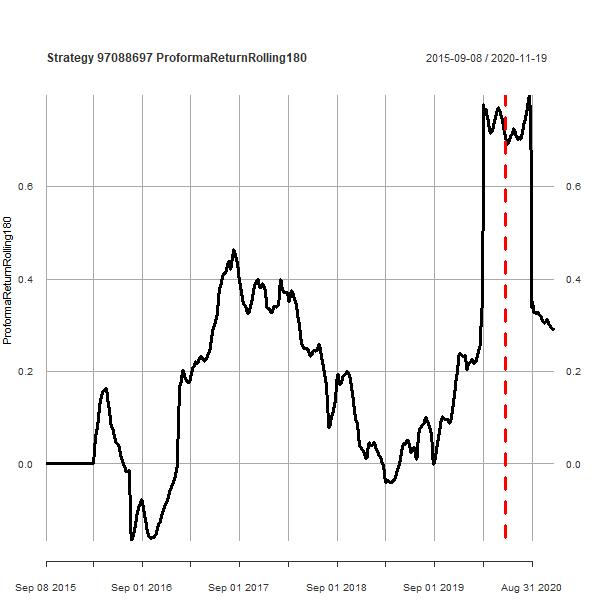 Strategy 97088697 ProformaReturnRolling180
2015-09-08 / 2020-11-19
ProformaReturnRolling180
0.6
0.4
0.2
0.0
0.6
0.4
0.2
0.0
Sep 08 2015
Sep 01 2016
Sep 01 2017
Sep 01 2018
Sep 01 2019
Aug 31 2020